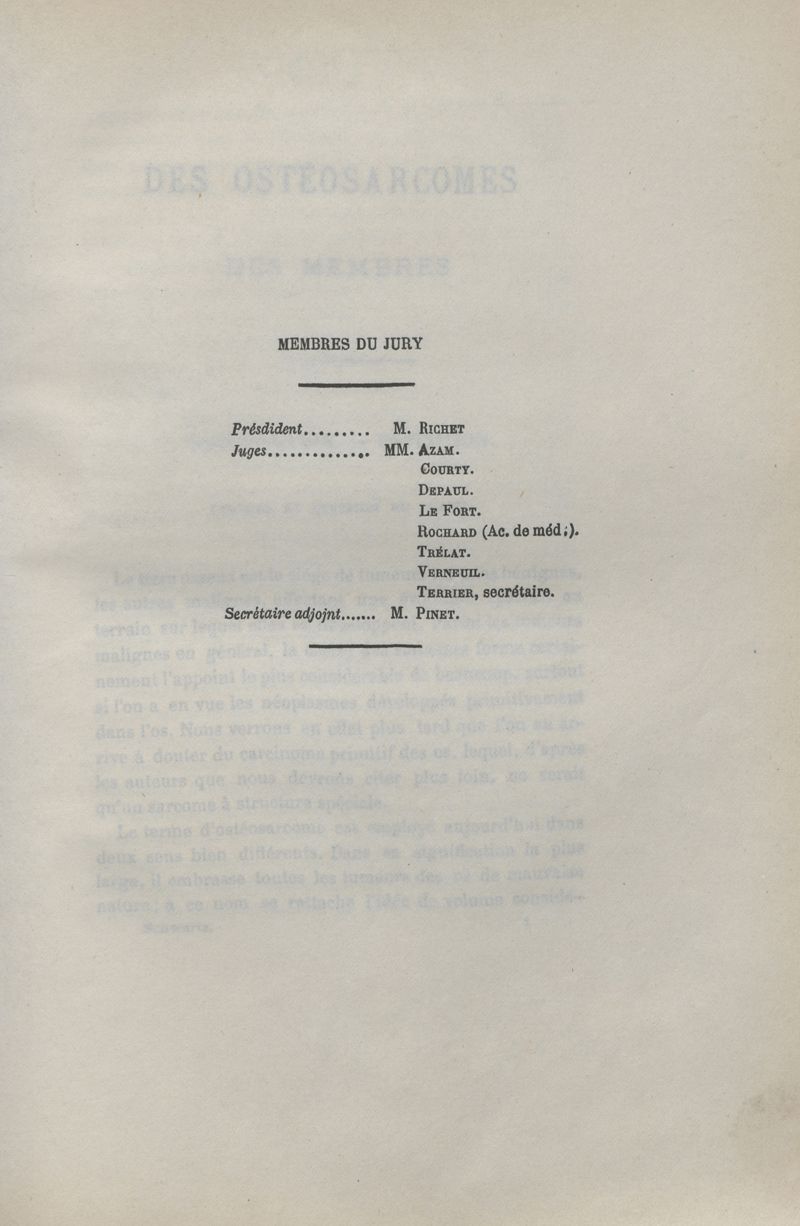 MEMBRES DU JURY
Présdident......... M. RICHET
Juges.............. MM. AZAM.
COURTY.
DEPAUL.
LE FORT.
ROCHARD (Ac. de méd;).
TRÉLAT.
VERNEUIL.
TERRIER, secrétaire.
Secrétaire adjojnt....... M. PINET.